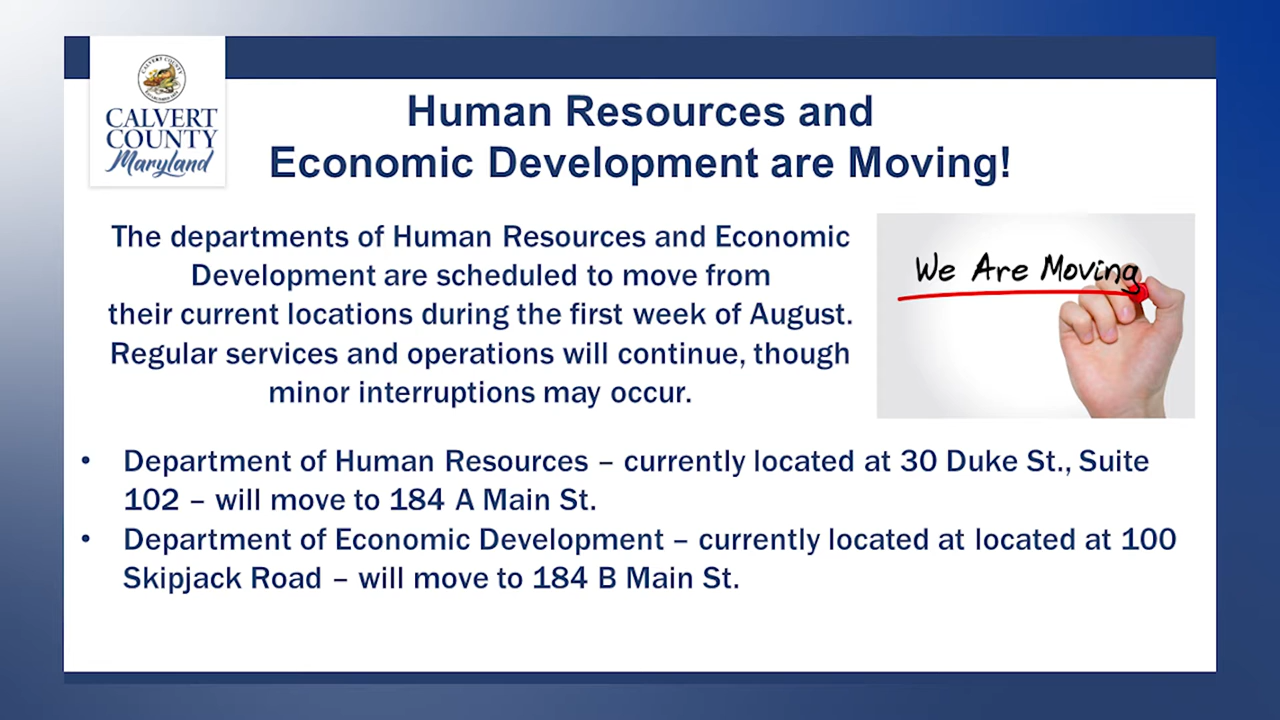 CALVERT COUNTY
CALVERT
COUNTY
Maryland
Human Resources and
Economic Development are Moving!
The departments of Human Resources and Economic
Development are scheduled to move from
their current locations during the first week of August.
Regular services and operations will continue, though
minor interruptions may occur.
We Are Moving
• Department of Human Resources – currently located at 30 Duke St., Suite
102 – will move to 184 A Main St.
• Department of Economic Development – currently located at located at 100
Skipjack Road – will move to 184 B Main St.